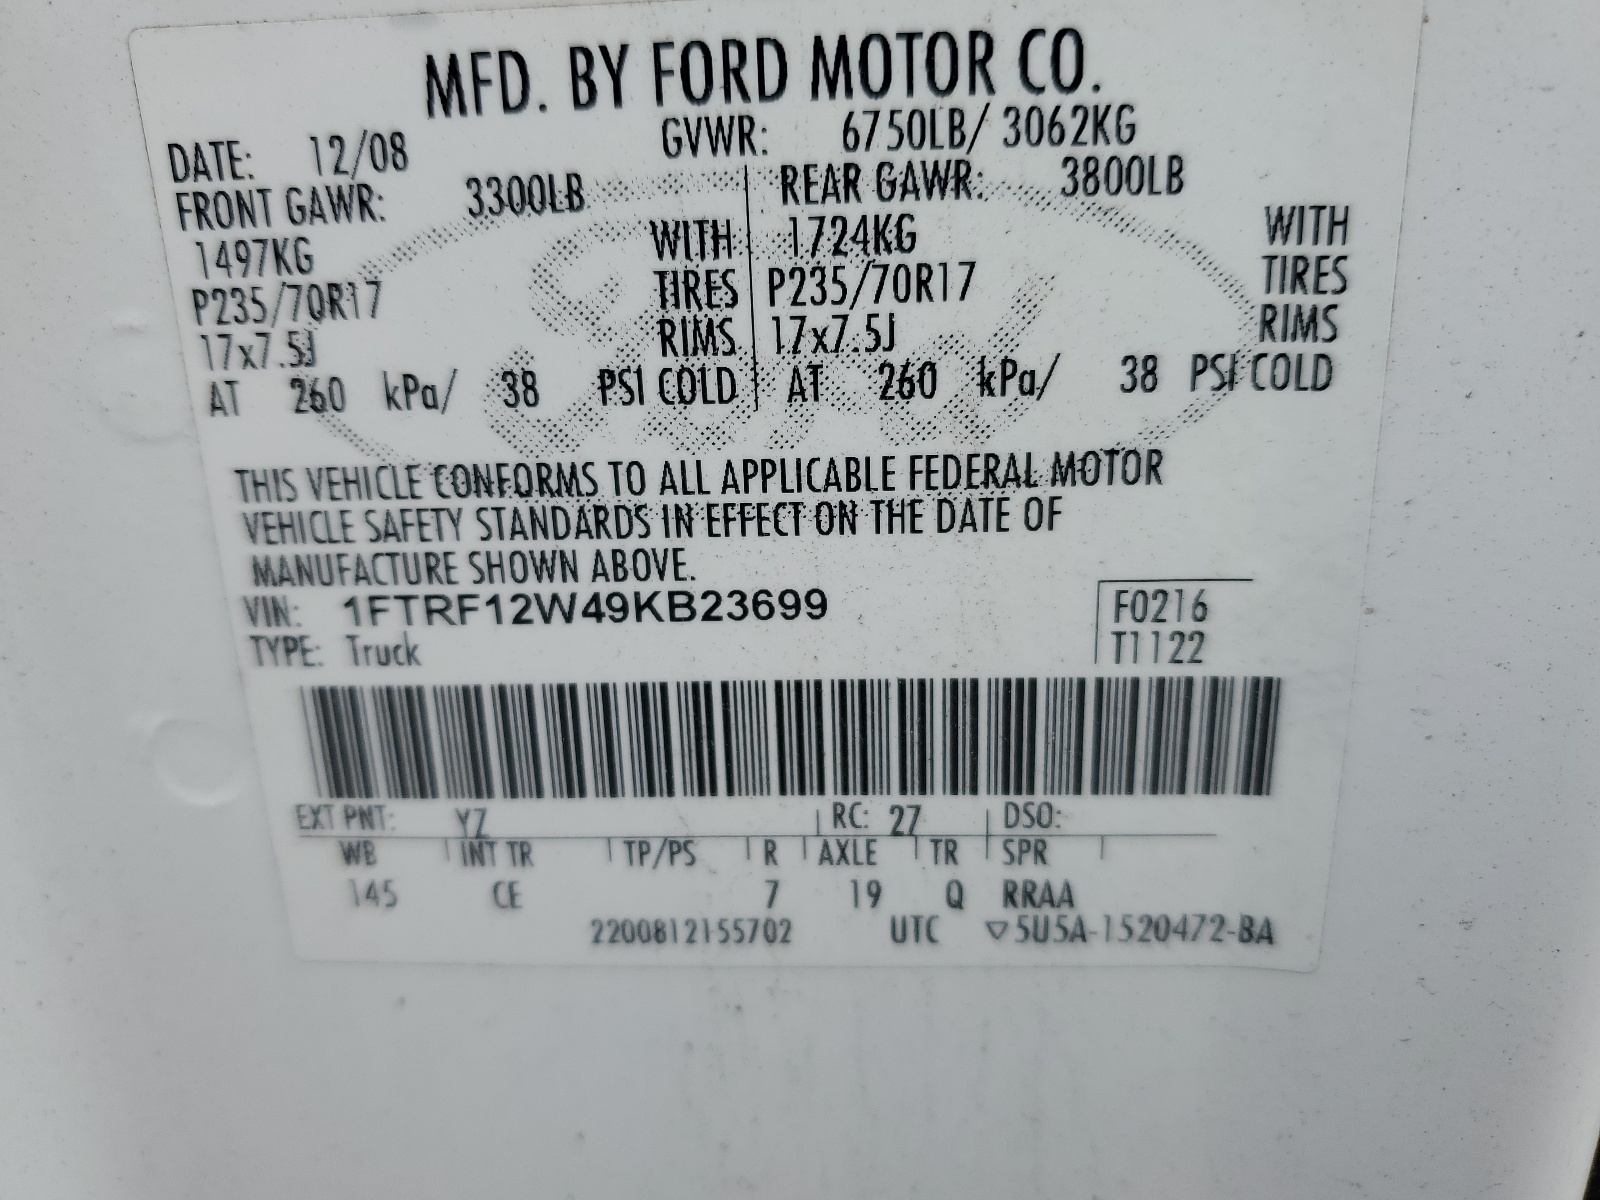 MFD. BY FORD MOTOR CO.
DATE: 12/08 GVWR: 6750LB/ 3062KG
FRONT GAWR: 3300LB REAR GAWR: 3800LB
1497KG WITH 1724KG WITH
P235/70R17 TIRES P235/70R17 TIRES
17x7.5J RIMS 17x7.5J RIMS
AT 260 kPa/ 38 PSI COLD AT 260 kPa/ 38 PSI COLD
THIS VEHICLE CONFORMS TO ALL APPLICABLE FEDERAL MOTOR
VEHICLE SAFETY STANDARDS IN EFFECT ON THE DATE OF
MANUFACTURE SHOWN ABOVE.
VIN: 1FTRF12W49KB23699 F0216
TYPE: Truck T1122
EXT PNT: YZ RC: 27 DSO:
WB INT TR TP/PS R AXLE TR SPR
145 CE 7 19 Q RRAA
2200812155702 UTC ▽5U5A-1520472-BA